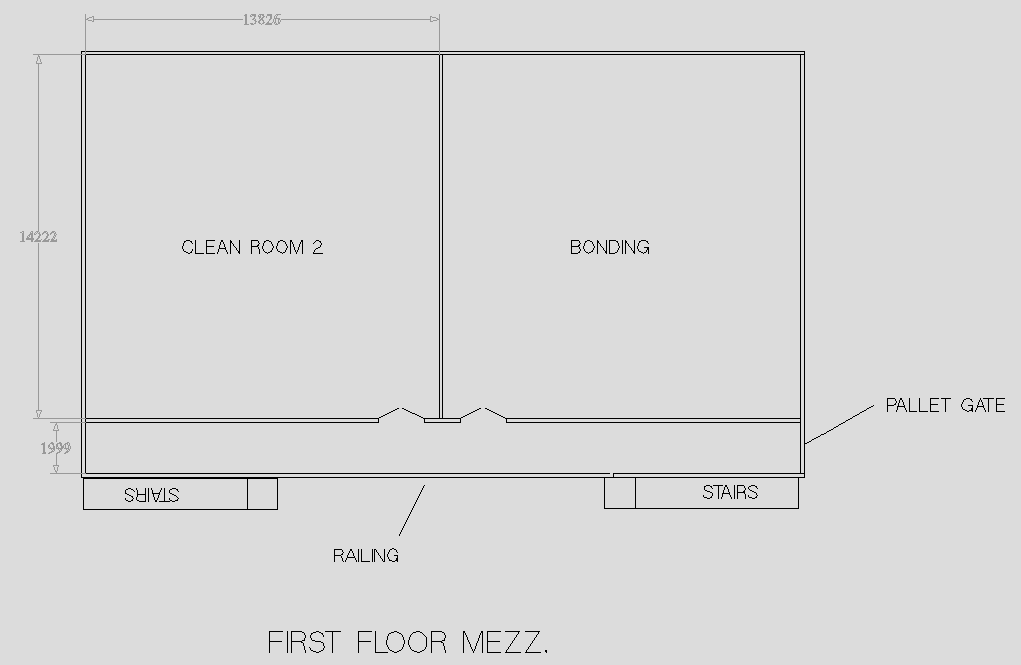 13826
14222
CLEAN ROOM 2
BONDING
PALLET GATE
1999
STAIRS
STAIRS
RAILING
FIRST FLOOR MEZZ.